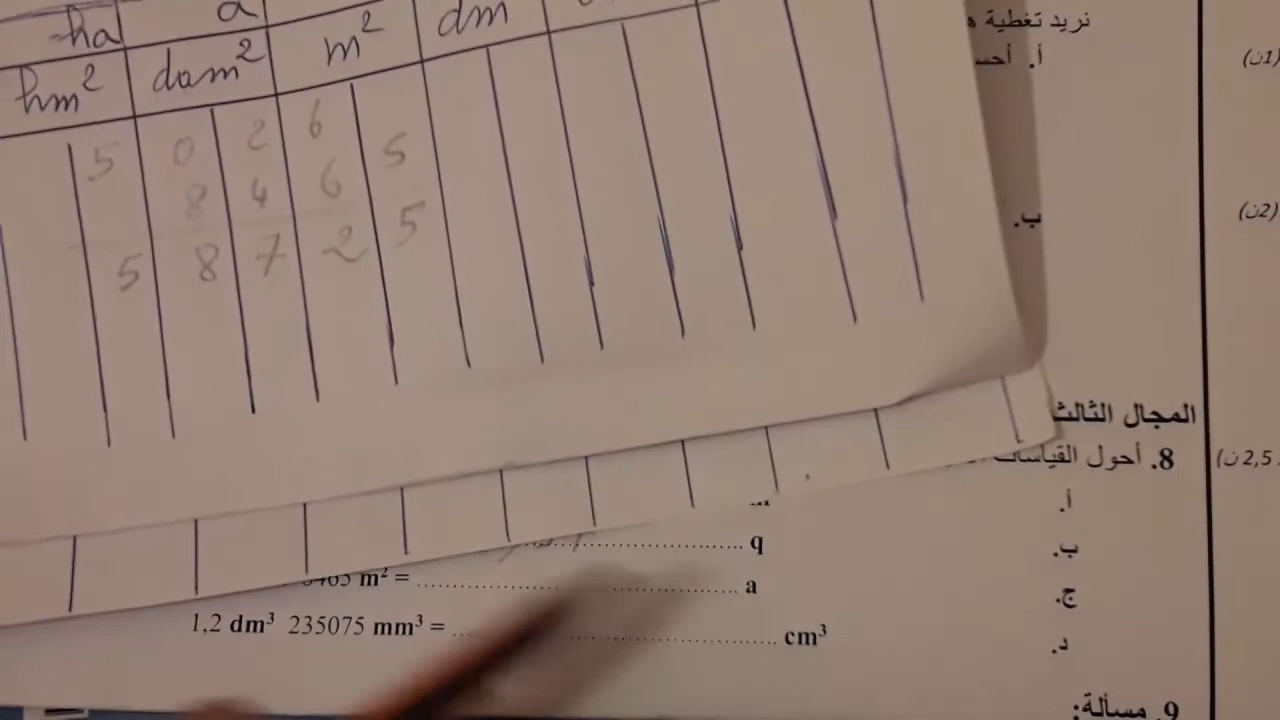 ha a
hm² dam² m² dm
5 0 2 6
8 4 6 5
5 8 7 2 5
نريد تغطية
أ. أحس
(1ن)
ب.
(2ن)
المجال الثالث
8. أحول القياسات
(2,5 ن)
أ.
ب. q
ج. m² = a
د. 1,2 dm³ 235075 mm³ = cm³
9. مسألة: